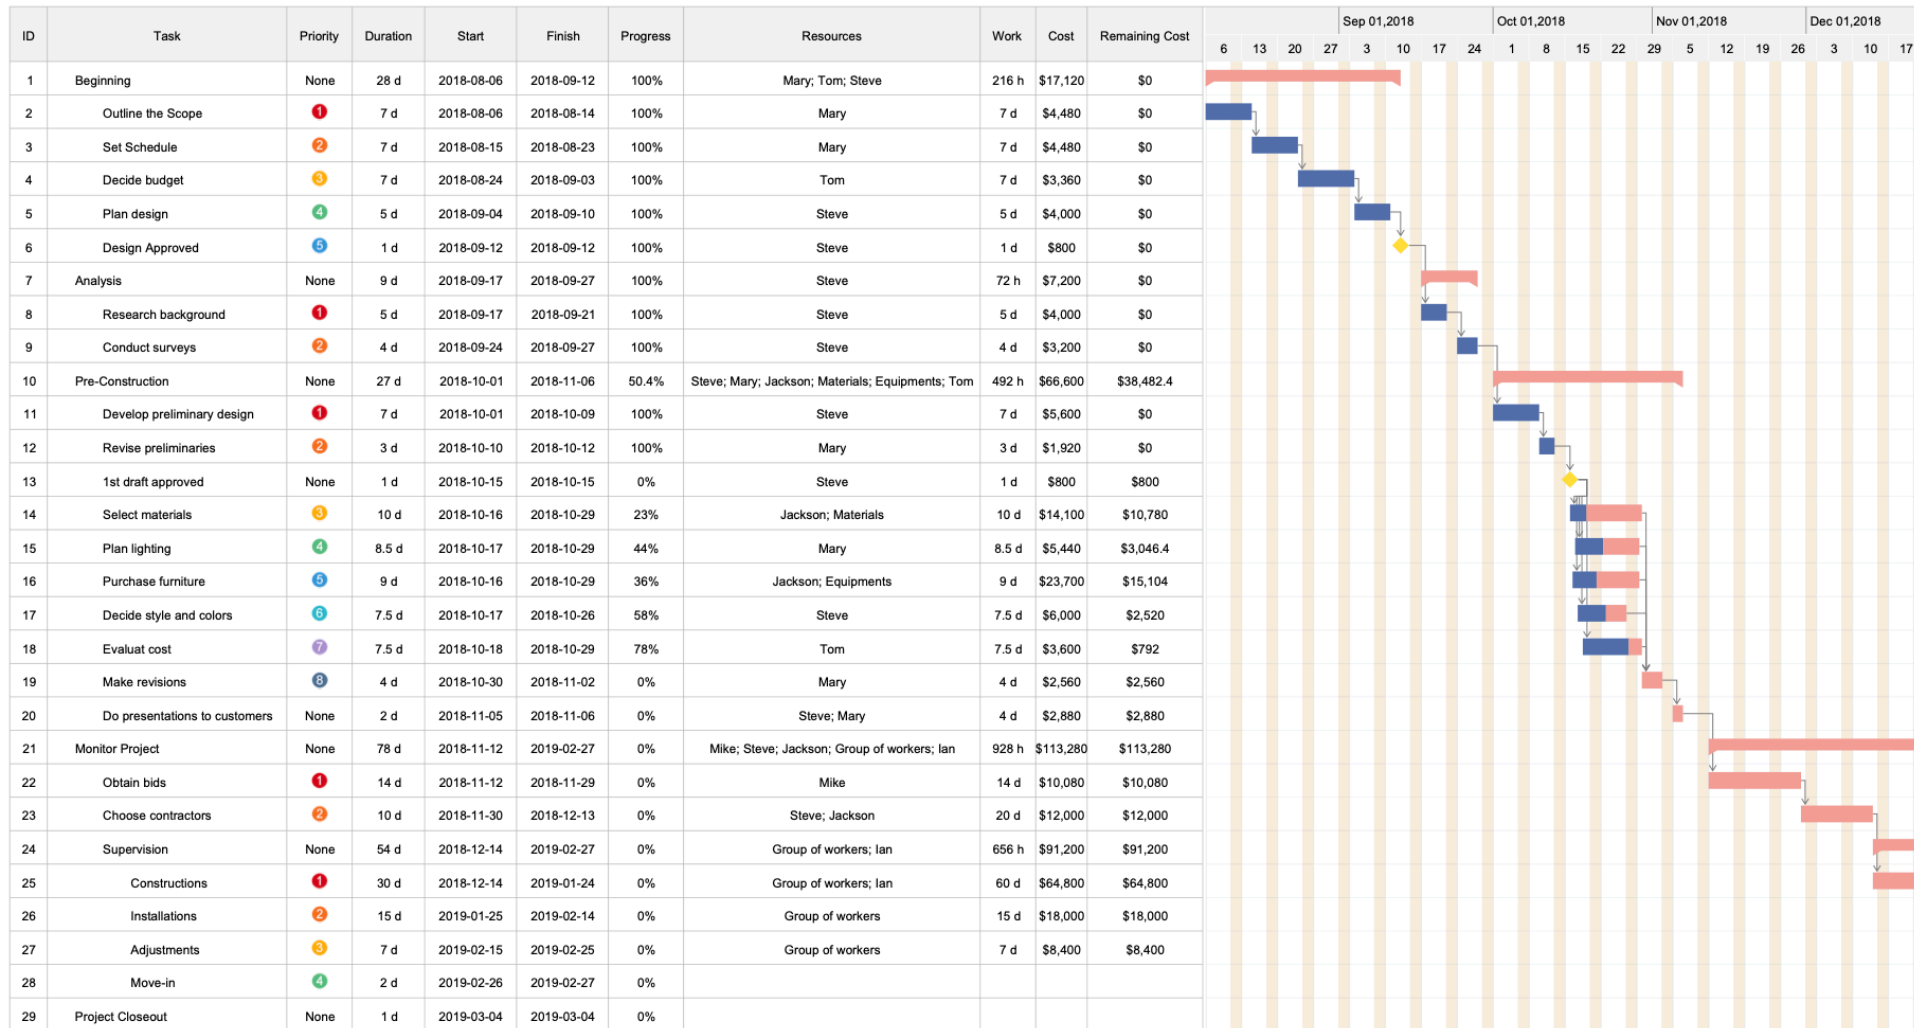 Sep 01,2018 Oct 01,2018 Nov 01,2018 Dec 01,2018
ID Task Priority Duration Start Finish Progress Resources Work Cost Remaining Cost
6 13 20 27 3 10 17 24 1 8 15 22 29 5 12 19 26 3 10 17
1 Beginning None 28 d 2018-08-06 2018-09-12 100% Mary; Tom; Steve 216 h $17,120 $0
2 Outline the Scope 1 7 d 2018-08-06 2018-08-14 100% Mary 7 d $4,480 $0
3 Set Schedule 2 7 d 2018-08-15 2018-08-23 100% Mary 7 d $4,480 $0
4 Decide budget 3 7 d 2018-08-24 2018-09-03 100% Tom 7 d $3,360 $0
5 Plan design 4 5 d 2018-09-04 2018-09-10 100% Steve 5 d $4,000 $0
6 Design Approved 5 1 d 2018-09-12 2018-09-12 100% Steve 1 d $800 $0
7 Analysis None 9 d 2018-09-17 2018-09-27 100% Steve 72 h $7,200 $0
8 Research background 1 5 d 2018-09-17 2018-09-21 100% Steve 5 d $4,000 $0
9 Conduct surveys 2 4 d 2018-09-24 2018-09-27 100% Steve 4 d $3,200 $0
10 Pre-Construction None 27 d 2018-10-01 2018-11-06 50.4% Steve; Mary; Jackson; Materials; Equipments; Tom 492 h $66,600 $38,482.4
11 Develop preliminary design 1 7 d 2018-10-01 2018-10-09 100% Steve 7 d $5,600 $0
12 Revise preliminaries 2 3 d 2018-10-10 2018-10-12 100% Mary 3 d $1,920 $0
13 1st draft approved None 1 d 2018-10-15 2018-10-15 0% Steve 1 d $800 $800
14 Select materials 3 10 d 2018-10-16 2018-10-29 23% Jackson; Materials 10 d $14,100 $10,780
15 Plan lighting 4 8.5 d 2018-10-17 2018-10-29 44% Mary 8.5 d $5,440 $3,046.4
16 Purchase furniture 5 9 d 2018-10-16 2018-10-29 36% Jackson; Equipments 9 d $23,700 $15,104
17 Decide style and colors 6 7.5 d 2018-10-17 2018-10-26 58% Steve 7.5 d $6,000 $2,520
18 Evaluat cost 7 7.5 d 2018-10-18 2018-10-29 78% Tom 7.5 d $3,600 $792
19 Make revisions 8 4 d 2018-10-30 2018-11-02 0% Mary 4 d $2,560 $2,560
20 Do presentations to customers None 2 d 2018-11-05 2018-11-06 0% Steve; Mary 4 d $2,880 $2,880
21 Monitor Project None 78 d 2018-11-12 2019-02-27 0% Mike; Steve; Jackson; Group of workers; Ian 928 h $113,280 $113,280
22 Obtain bids 1 14 d 2018-11-12 2018-11-29 0% Mike 14 d $10,080 $10,080
23 Choose contractors 2 10 d 2018-11-30 2018-12-13 0% Steve; Jackson 20 d $12,000 $12,000
24 Supervision None 54 d 2018-12-14 2019-02-27 0% Group of workers; Ian 656 h $91,200 $91,200
25 Constructions 1 30 d 2018-12-14 2019-01-24 0% Group of workers; Ian 60 d $64,800 $64,800
26 Installations 2 15 d 2019-01-25 2019-02-14 0% Group of workers 15 d $18,000 $18,000
27 Adjustments 3 7 d 2019-02-15 2019-02-25 0% Group of workers 7 d $8,400 $8,400
28 Move-in 4 2 d 2019-02-26 2019-02-27 0%
29 Project Closeout None 1 d 2019-03-04 2019-03-04 0%